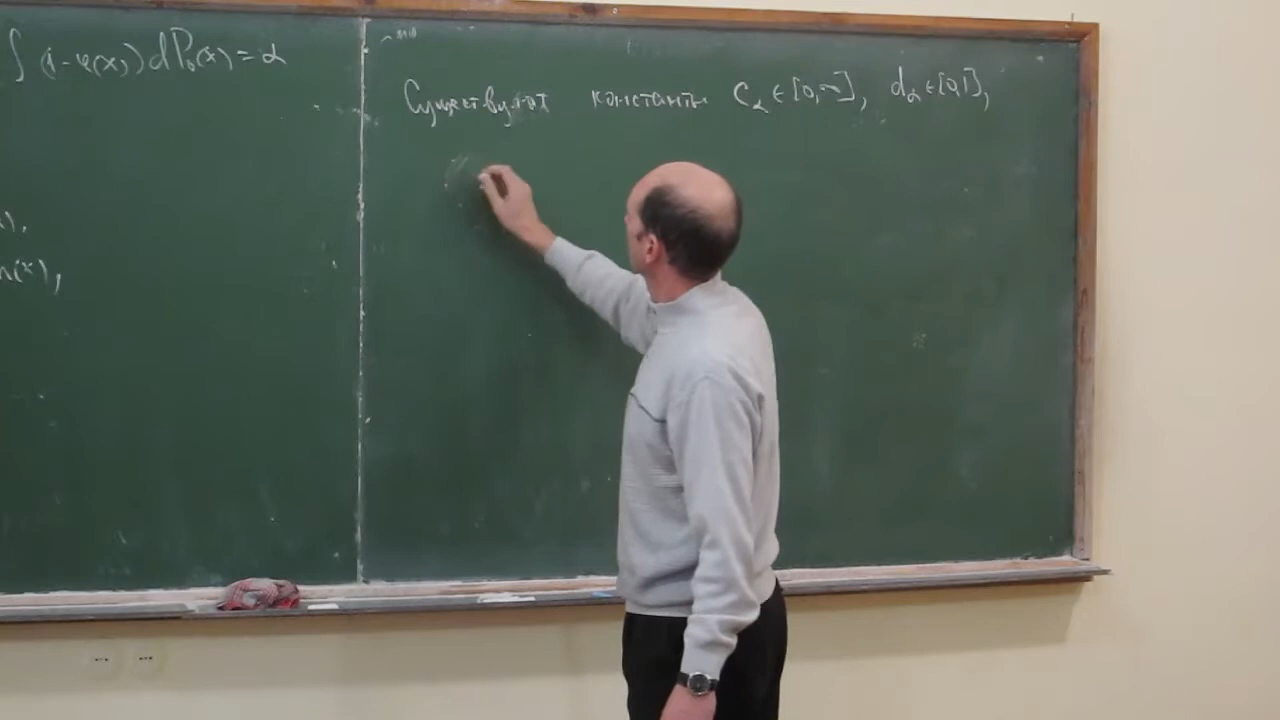 ∫ (1-φ(x)) dP₀(x) = α
Существуют константы c_α ∈ [0,∞], d_α ∈ [0,1],
(x),